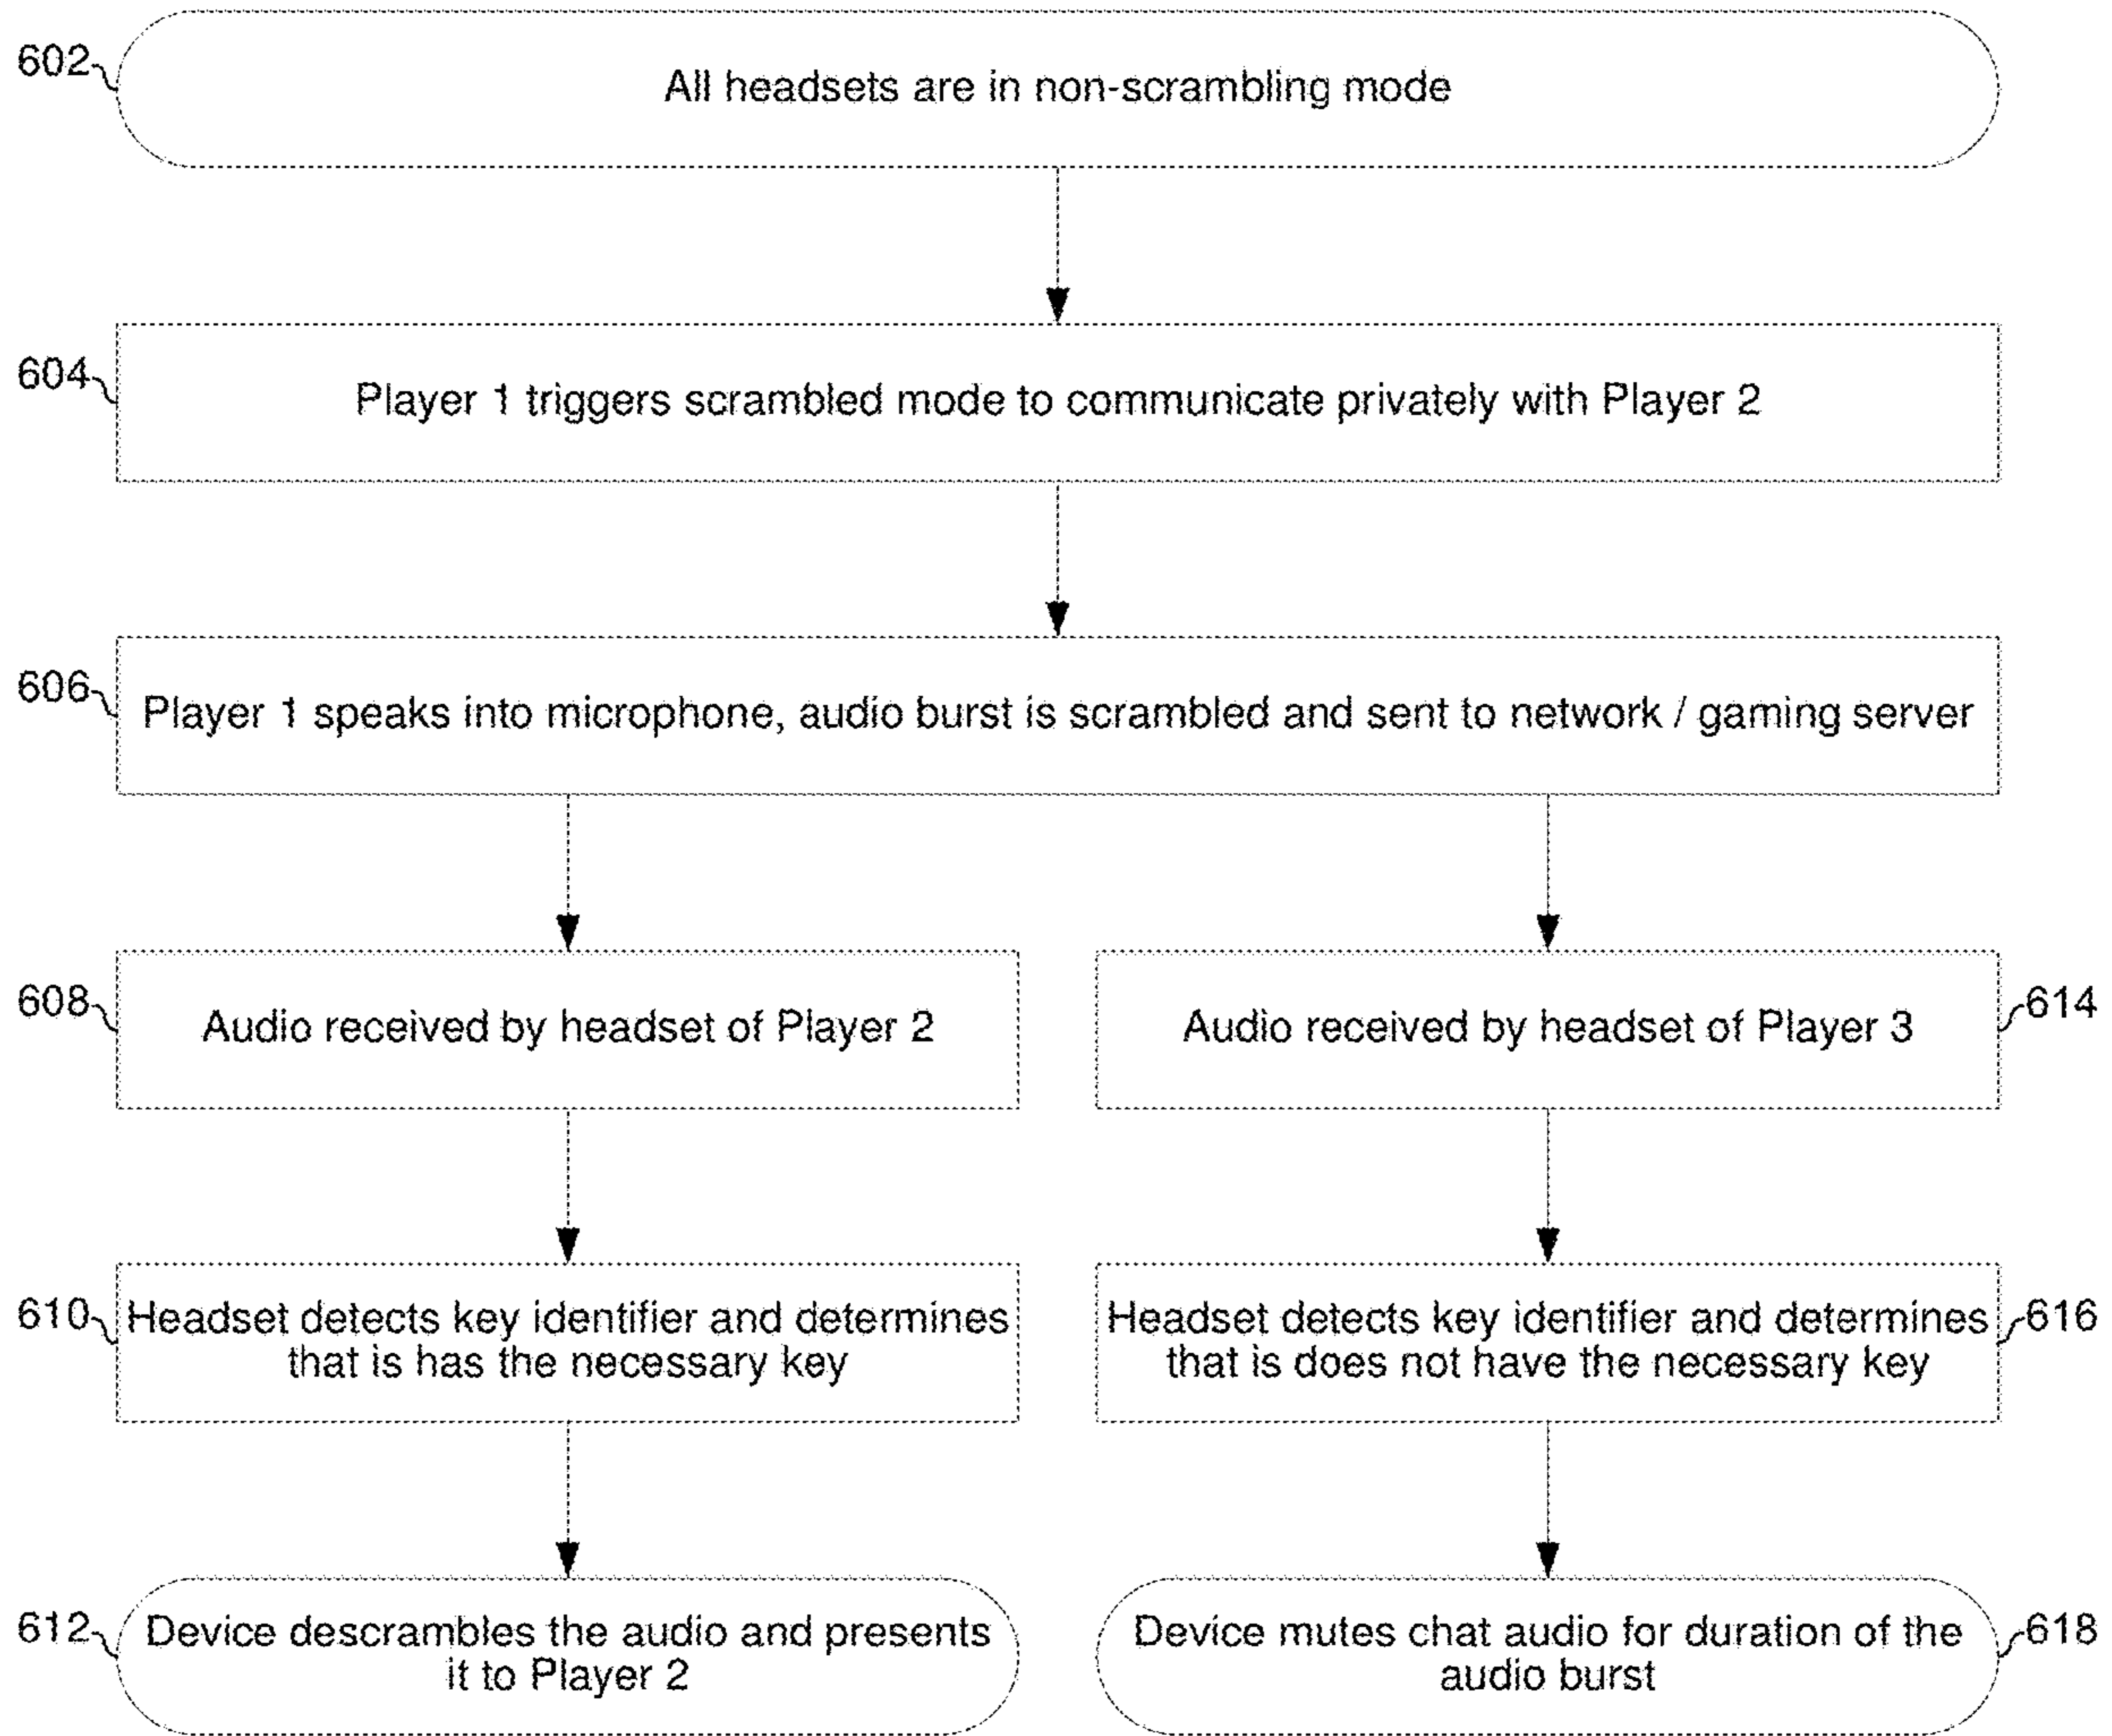 602
All headsets are in non-scrambling mode
604
Player 1 triggers scrambled mode to communicate privately with Player 2
606
Player 1 speaks into microphone, audio burst is scrambled and sent to network / gaming server
608
Audio received by headset of Player 2
Audio received by headset of Player 3
614
610
Headset detects key identifier and determines
that is has the necessary key
Headset detects key identifier and determines
that is does not have the necessary key
616
612
Device descrambles the audio and presents
it to Player 2
Device mutes chat audio for duration of the
audio burst
618